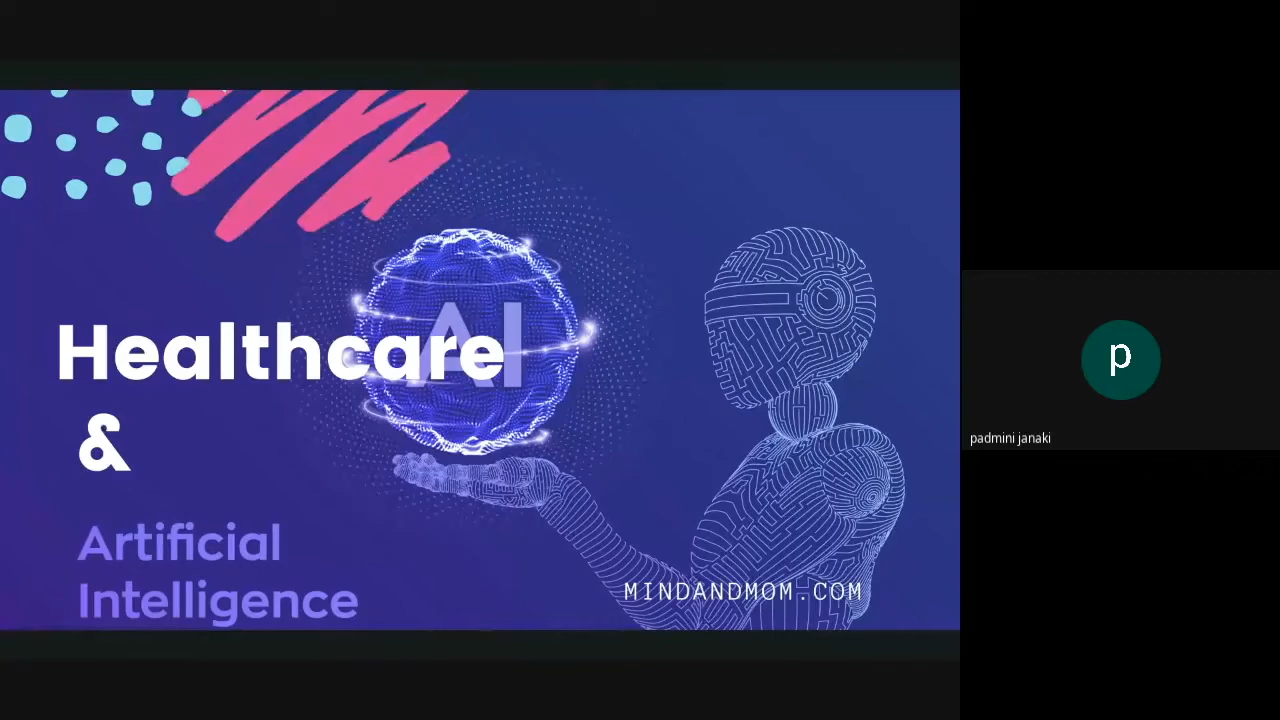 AI
Healthcare
&
Artificial
Intelligence
MINDANDMOM.COM
p
padmini janaki